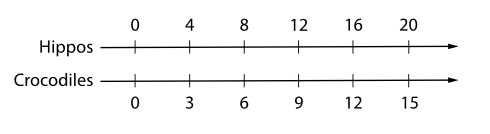 0 4 8 12 16 20
Hippos
Crocodiles
0 3 6 9 12 15